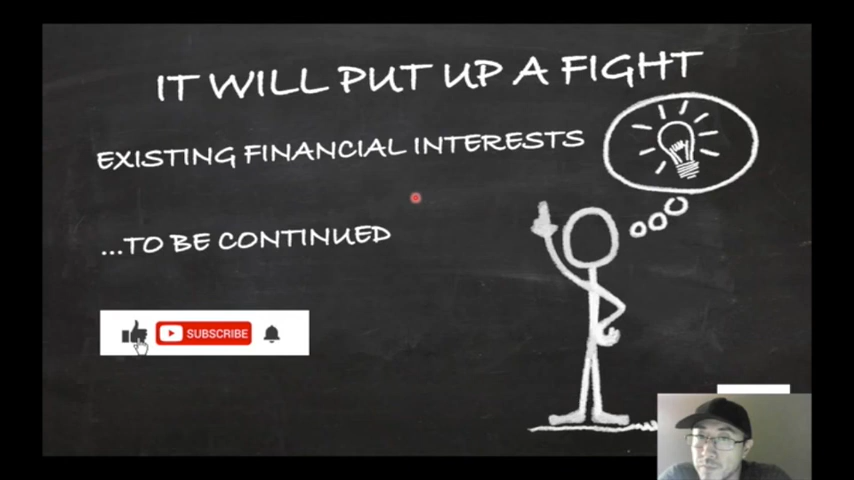 IT WILL PUT UP A FIGHT
EXISTING FINANCIAL INTERESTS
...TO BE CONTINUED
SUBSCRIBE